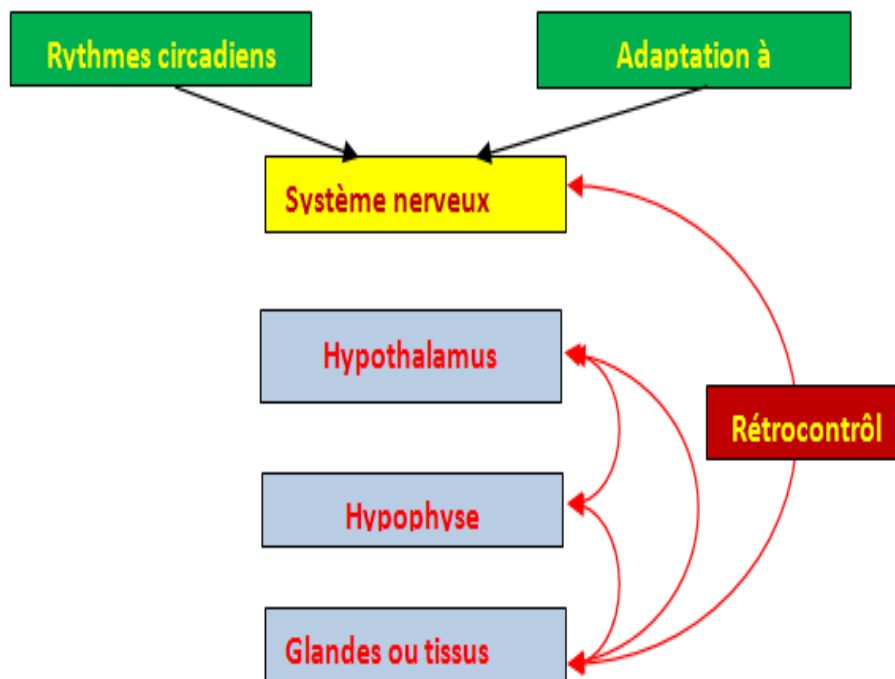 Rythmes circadiens
Adaptation à
Système nerveux
Hypothalamus
Rétrocontrôl
Hypophyse
Glandes ou tissus